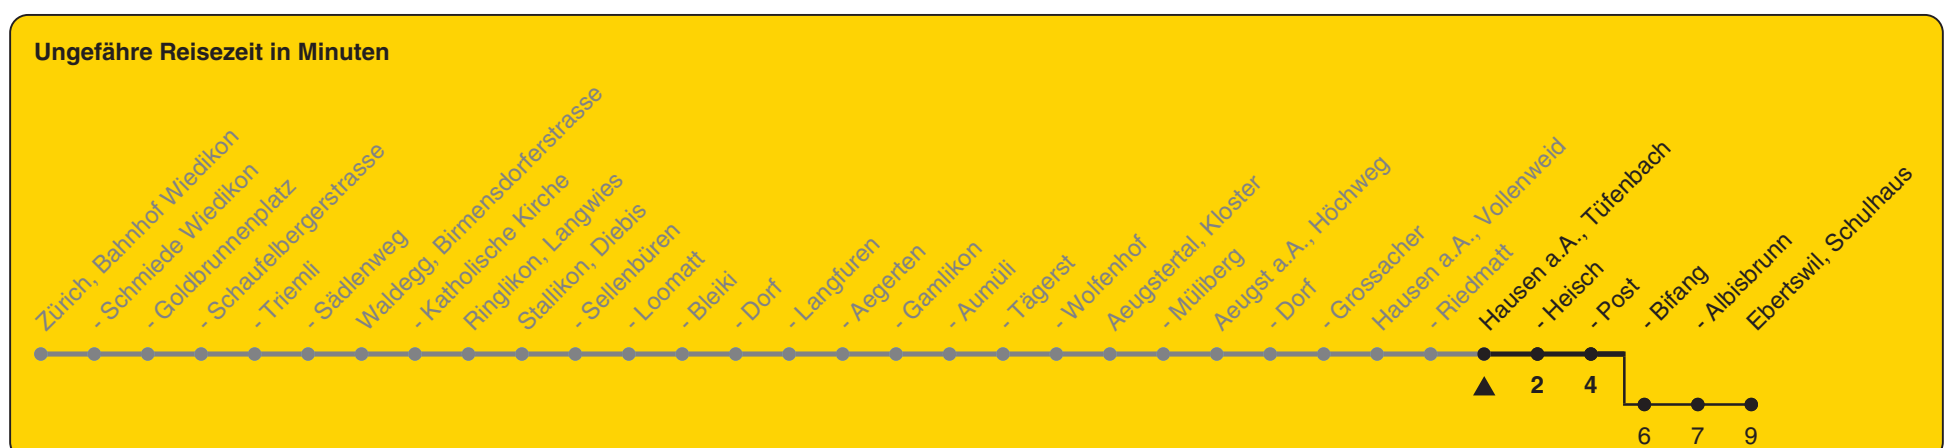 Ungefähre Reisezeit in Minuten
Zürich, Bahnhof Wiedikon
- Schmiede Wiedikon
- Goldbrunnenplatz
- Schaufelbergerstrasse
- Triemli
- Sädlenweg
Waldegg, Birmensdorferstrasse
- Katholische Kirche
Ringlikon, Langwies
Stallikon, Diebis
- Sellenbüren
- Loomatt
- Bleiki
- Dorf
- Langfuren
- Aegerten
- Gamlikon
- Aumüli
- Tägerst
- Wolfenhof
Aeugstertal, Kloster
- Müliberg
Aeugst a.A., Höchweg
- Dorf
- Grossacher
Hausen a.A., Vollenweid
- Riedmatt
Hausen a.A., Tüfenbach
- Heisch
- Post
- Bifang
- Albisbrunn
Ebertswil, Schulhaus
2 4
6 7 9